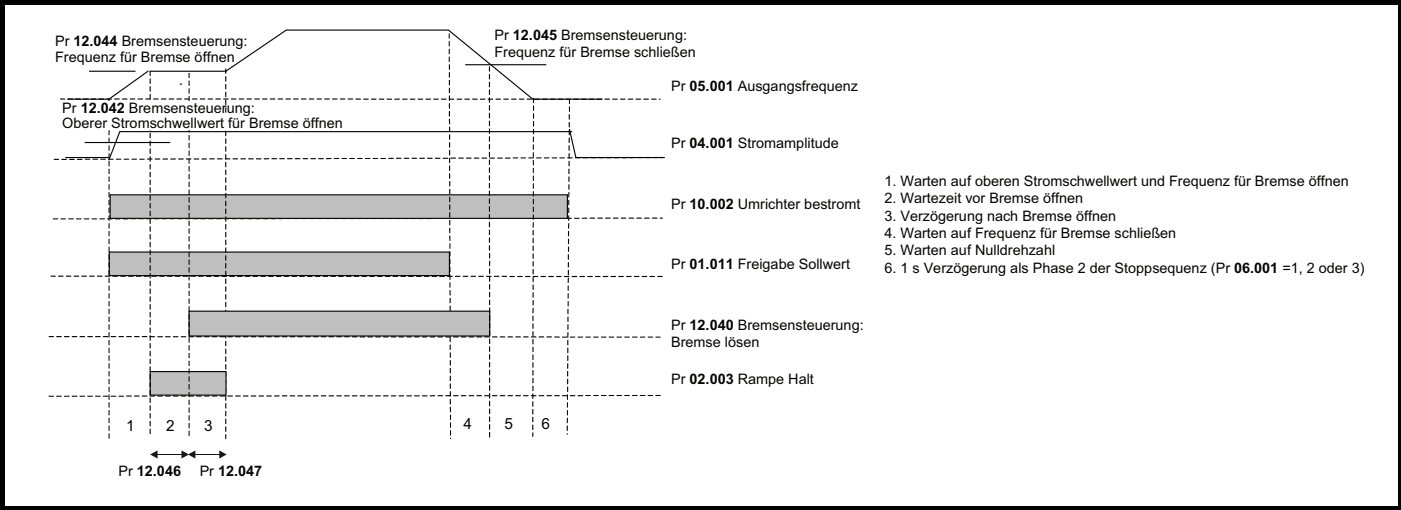 Pr 12.044 Bremsensteuerung:
Frequenz für Bremse öffnen
Pr 12.045 Bremsensteuerung:
Frequenz für Bremse schließen
Pr 05.001 Ausgangsfrequenz
Pr 12.042 Bremsensteuerung:
Oberer Stromschwellwert für Bremse öffnen
Pr 04.001 Stromamplitude
Pr 10.002 Umrichter bestromt
Pr 01.011 Freigabe Sollwert
Pr 12.040 Bremsensteuerung:
Bremse lösen
Pr 02.003 Rampe Halt
1 2 3 4 5 6
Pr 12.046 Pr 12.047
1. Warten auf oberen Stromschwellwert und Frequenz für Bremse öffnen
2. Wartezeit vor Bremse öffnen
3. Verzögerung nach Bremse öffnen
4. Warten auf Frequenz für Bremse schließen
5. Warten auf Nulldrehzahl
6. 1 s Verzögerung als Phase 2 der Stoppsequenz (Pr 06.001 =1, 2 oder 3)